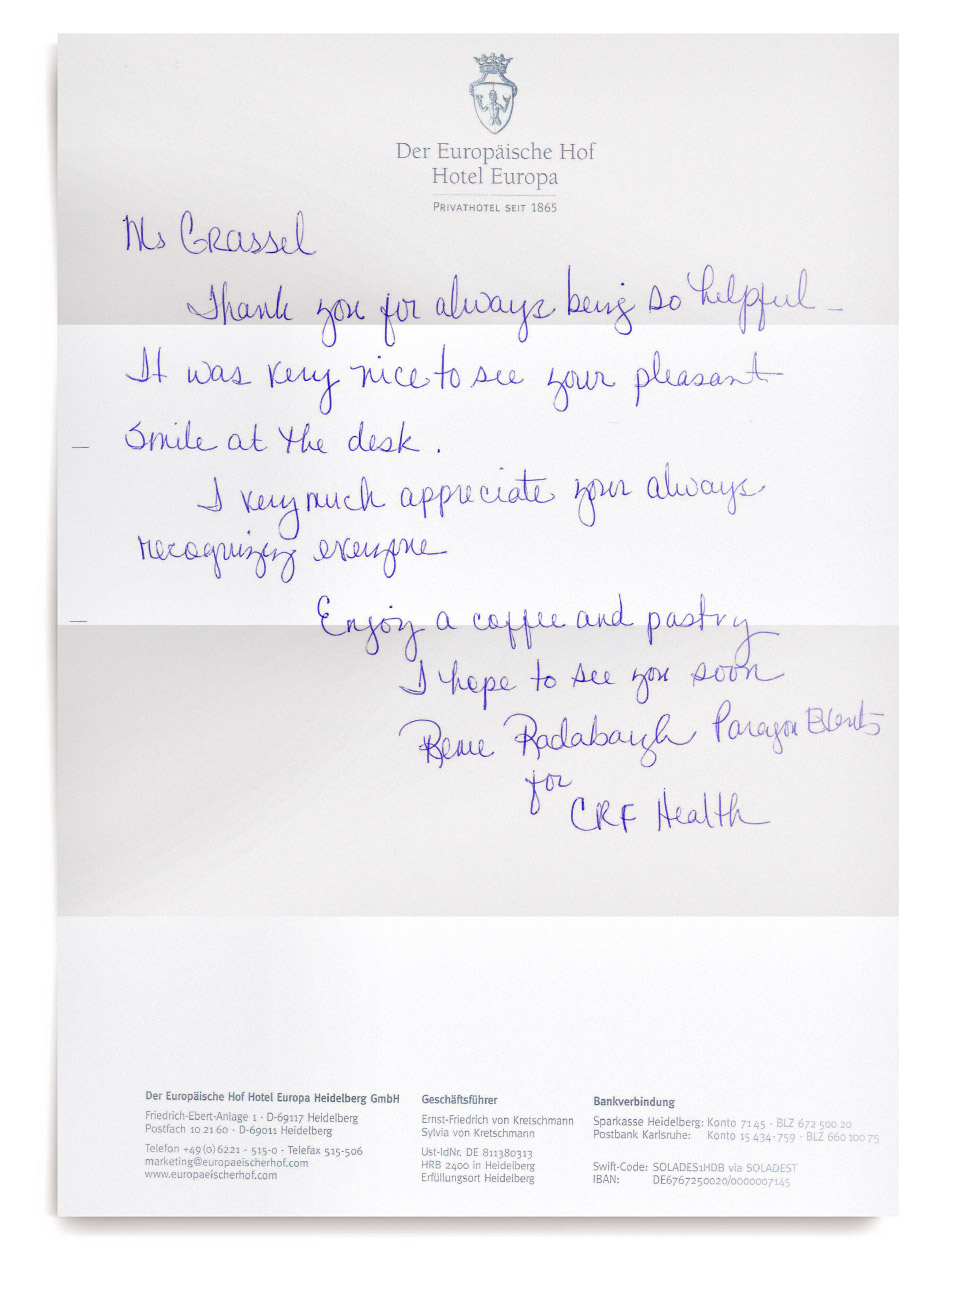 Der Europäische Hof
Hotel Europa
PRIVATHOTEL SEIT 1865
Ms Grassel
Thank you for always being so helpful –
It was very nice to see your pleasant
Smile at the desk.
I very much appreciate your always
recognizing everyone
Enjoy a coffee and pastry
I hope to see you soon
Rene Radabaugh Paragon Events
for
CRF Health
Der Europäische Hof Hotel Europa Heidelberg GmbH
Friedrich-Ebert-Anlage 1 · D-69117 Heidelberg
Postfach 10 21 60 · D-69011 Heidelberg
Telefon +49 (0) 6221 - 515-0 · Telefax 515-506
marketing@europaeischerhof.com
www.europaeischerhof.com
Geschäftsführer
Ernst-Friedrich von Kretschmann
Sylvia von Kretschmann
Ust-IdNr. DE 811380313
HRB 2400 in Heidelberg
Erfüllungsort Heidelberg
Bankverbindung
Sparkasse Heidelberg: Konto 71 45 · BLZ 672 500 20
Postbank Karlsruhe: Konto 15 434-759 · BLZ 660 100 75
Swift-Code: SOLADES1HDB via SOLADEST
IBAN: DE6767250020/0000007145